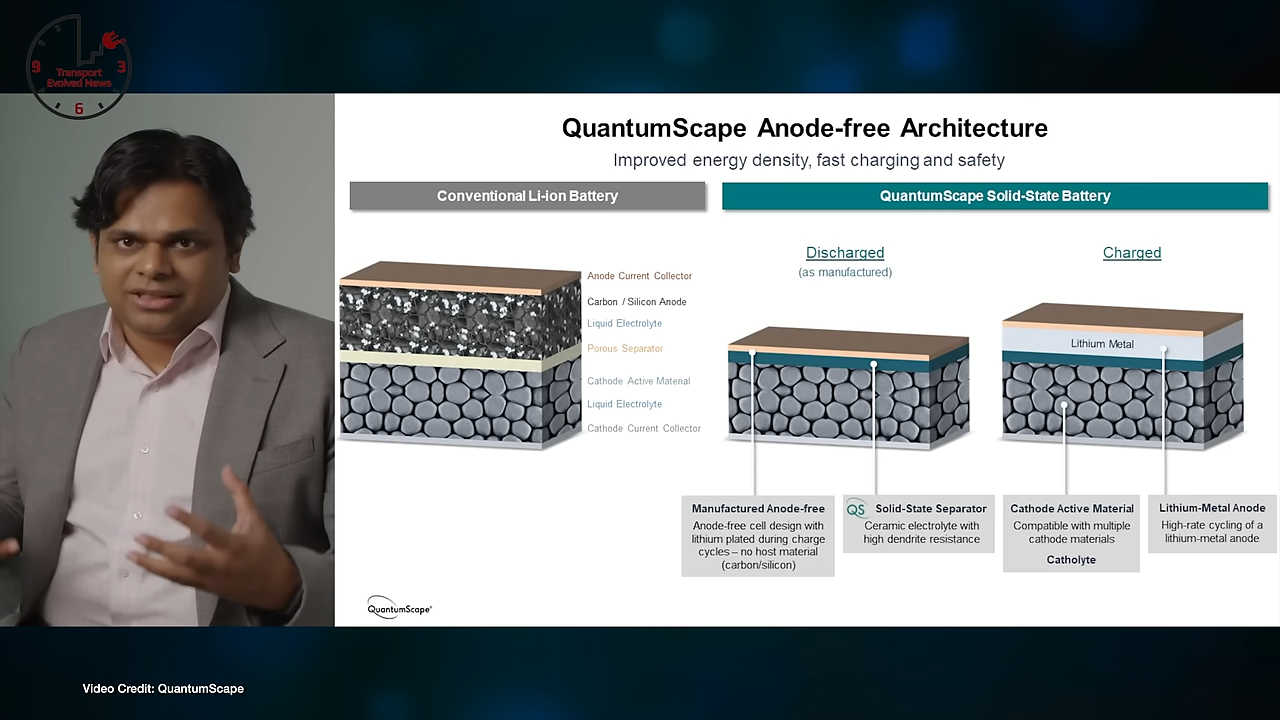 9
3
6
Transport
Evolved News
QuantumScape Anode-free Architecture
Improved energy density, fast charging and safety
Conventional Li-ion Battery
QuantumScape Solid-State Battery
Discharged
(as manufactured)
Charged
Anode Current Collector
Carbon / Silicon Anode
Liquid Electrolyte
Porous Separator
Cathode Active Material
Liquid Electrolyte
Cathode Current Collector
Lithium Metal
Manufactured Anode-free
Anode-free cell design with
lithium plated during charge
cycles – no host material
(carbon/silicon)
QS
Solid-State Separator
Ceramic electrolyte with
high dendrite resistance
Cathode Active Material
Compatible with multiple
cathode materials
Catholyte
Lithium-Metal Anode
High-rate cycling of a
lithium-metal anode
QuantumScape®
Video Credit: QuantumScape